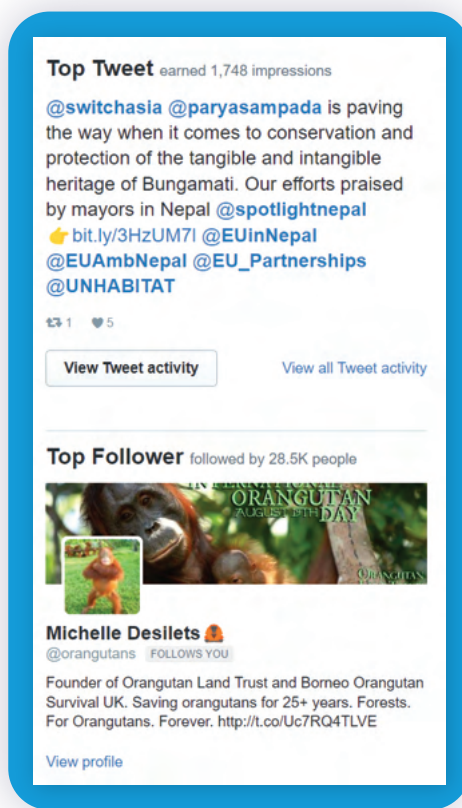 Top Tweet earned 1,748 impressions
@switchasia @paryasampada is paving
the way when it comes to conservation and
protection of the tangible and intangible
heritage of Bungamati. Our efforts praised
by mayors in Nepal @spotlightnepal
👉 bit.ly/3HzUM7l @EUinNepal
@EUAmbNepal @EU_Partnerships
@UNHABITAT
1 5
View Tweet activity View all Tweet activity
Top Follower followed by 28.5K people
INTERNATIONAL
ORANGUTAN
AUGUST 19TH DAY
ORANGUTAN
Michelle Desilets
@orangutans FOLLOWS YOU
Founder of Orangutan Land Trust and Borneo Orangutan
Survival UK. Saving orangutans for 25+ years. Forests.
For Orangutans. Forever. http://t.co/Uc7RQ4TLVE
View profile